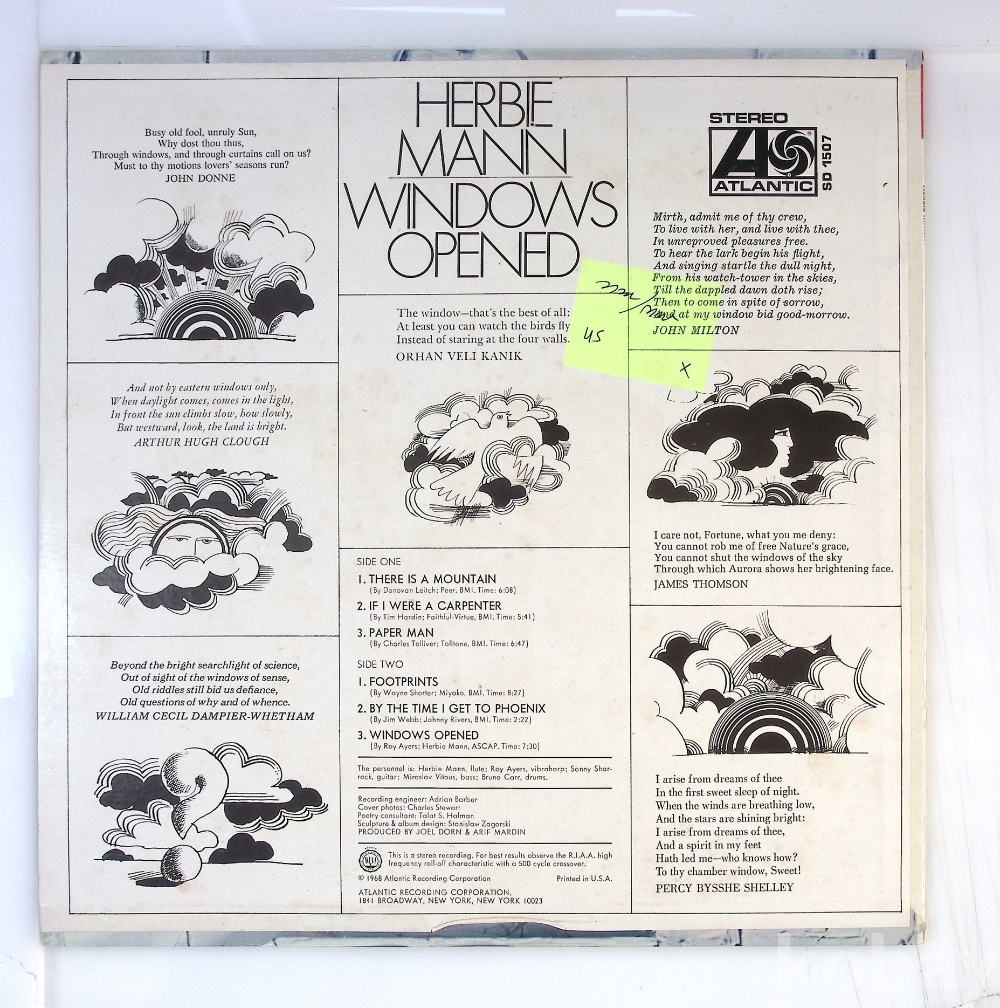 Busy old fool, unruly Sun,
Why dost thou thus,
Through windows, and through curtains call on us?
Must to thy motions lovers' seasons run?
JOHN DONNE
And not by eastern windows only,
When daylight comes, comes in the light,
In front the sun climbs slow, how slowly,
But westward, look, the land is bright.
ARTHUR HUGH CLOUGH
Beyond the bright searchlight of science,
Out of sight of the windows of sense,
Old riddles still bid us defiance,
Old questions of why and of whence.
WILLIAM CECIL DAMPIER-WHETHAM
HERBIE
MANN
WINDOWS
OPENED
The window—that's the best of all:
At least you can watch the birds fly
Instead of staring at the four walls.
ORHAN VELI KANIK
SIDE ONE
1. THERE IS A MOUNTAIN
(By Donovan Leitch; Peer, BMI. Time: 6:08)
2. IF I WERE A CARPENTER
(By Tim Hardin; Faithful-Virtue, BMI. Time: 5:41)
3. PAPER MAN
(By Charles Tolliver; Tolltone, BMI. Time: 6:47)
SIDE TWO
1. FOOTPRINTS
(By Wayne Shorter; Miyako, BMI. Time: 8:27)
2. BY THE TIME I GET TO PHOENIX
(By Jim Webb; Johnny Rivers, BMI. Time: 2:22)
3. WINDOWS OPENED
(By Roy Ayers; Herbie Mann, ASCAP. Time: 7:30)
The personnel is: Herbie Mann, flute; Roy Ayers, vibraharp; Sonny Shar-
rock, guitar; Miroslav Vitous, bass; Bruno Carr, drums.
Recording engineer: Adrian Barber
Cover photos: Charles Stewart
Poetry consultant: Talat S. Halman
Sculpture & album design: Stanislaw Zagorski
PRODUCED BY JOEL DORN & ARIF MARDIN
This is a stereo recording. For best results observe the R.I.A.A. high
frequency roll-off characteristic with a 500 cycle crossover.
© 1968 Atlantic Recording Corporation Printed in U.S.A.
ATLANTIC RECORDING CORPORATION,
1841 BROADWAY, NEW YORK, NEW YORK 10023
STEREO
ATLANTIC
SD 1507
Mirth, admit me of thy crew,
To live with her, and live with thee,
In unreproved pleasures free.
To hear the lark begin his flight,
And singing startle the dull night,
From his watch-tower in the skies,
Till the dappled dawn doth rise;
Then to come in spite of sorrow,
And at my window bid good-morrow.
JOHN MILTON
US
X
I care not, Fortune, what you me deny:
You cannot rob me of free Nature's grace,
You cannot shut the windows of the sky
Through which Aurora shows her brightening face.
JAMES THOMSON
I arise from dreams of thee
In the first sweet sleep of night.
When the winds are breathing low,
And the stars are shining bright:
I arise from dreams of thee,
And a spirit in my feet
Hath led me—who knows how?
To thy chamber window, Sweet!
PERCY BYSSHE SHELLEY